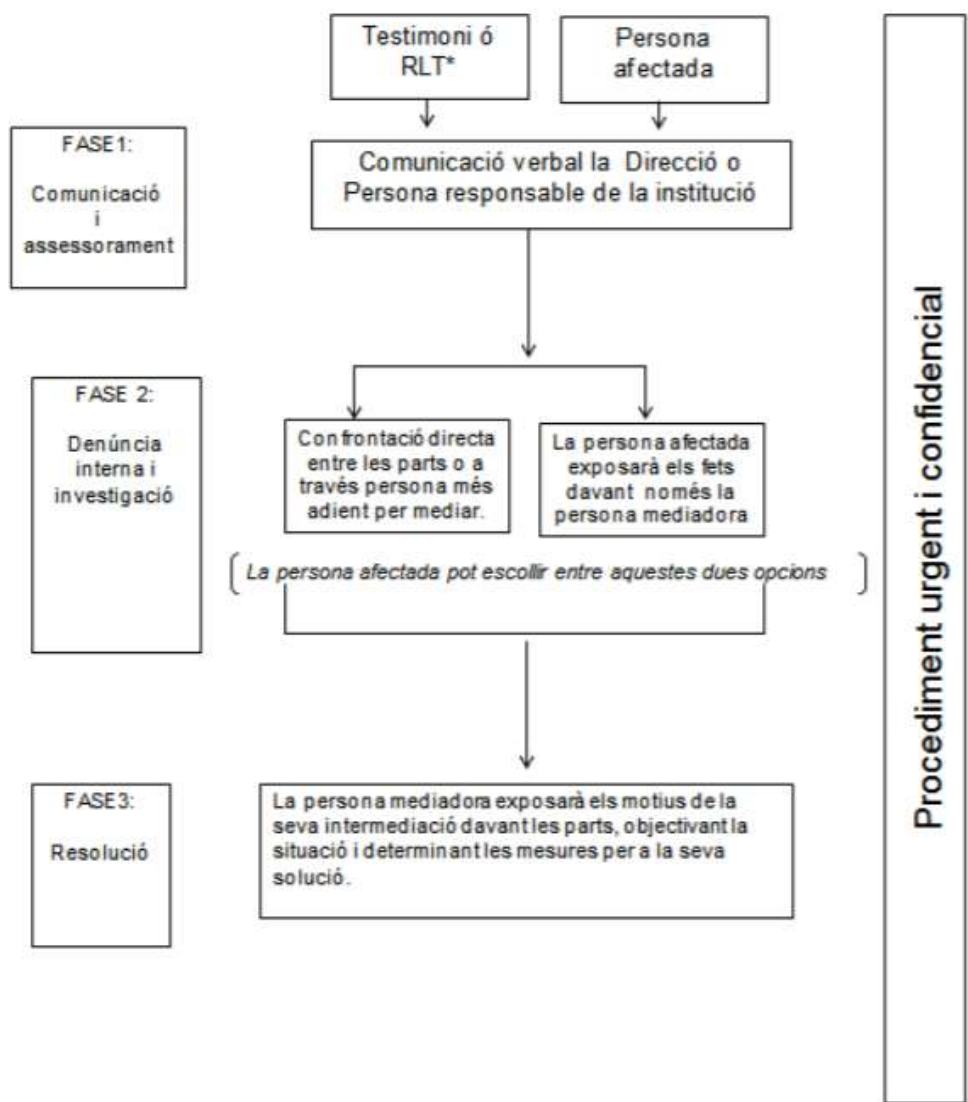 Testimoni ó
RLT*
Persona
afectada
FASE1:
Comunicació
i
assessorament
Comunicació verbal la Direcció o
Persona responsable de la institució
FASE 2:
Denúncia
interna i
investigació
Confrontació directa
entre les parts o a
través persona més
adient per mediar.
La persona afectada
exposarà els fets
davant només la
persona mediadora
La persona afectada pot escollir entre aquestes dues opcions
FASE3:
Resolució
La persona mediadora exposarà els motius de la
seva intermediació davant les parts, objectivant la
situació i determinant les mesures per a la seva
solució.
Procediment urgent i confidencial